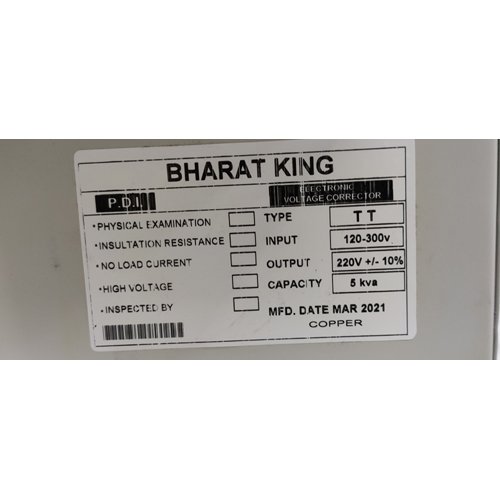 BHARAT KING
P.D.I
ELECTRONIC
VOLTAGE CORRECTOR
• PHYSICAL EXAMINATION
• INSULTATION RESISTANCE
• NO LOAD CURRENT
• HIGH VOLTAGE
• INSPECTED BY
TYPE T T
INPUT 120-300v
OUTPUT 220V +/- 10%
CAPACITY 5 kva
MFD. DATE MAR 2021
COPPER